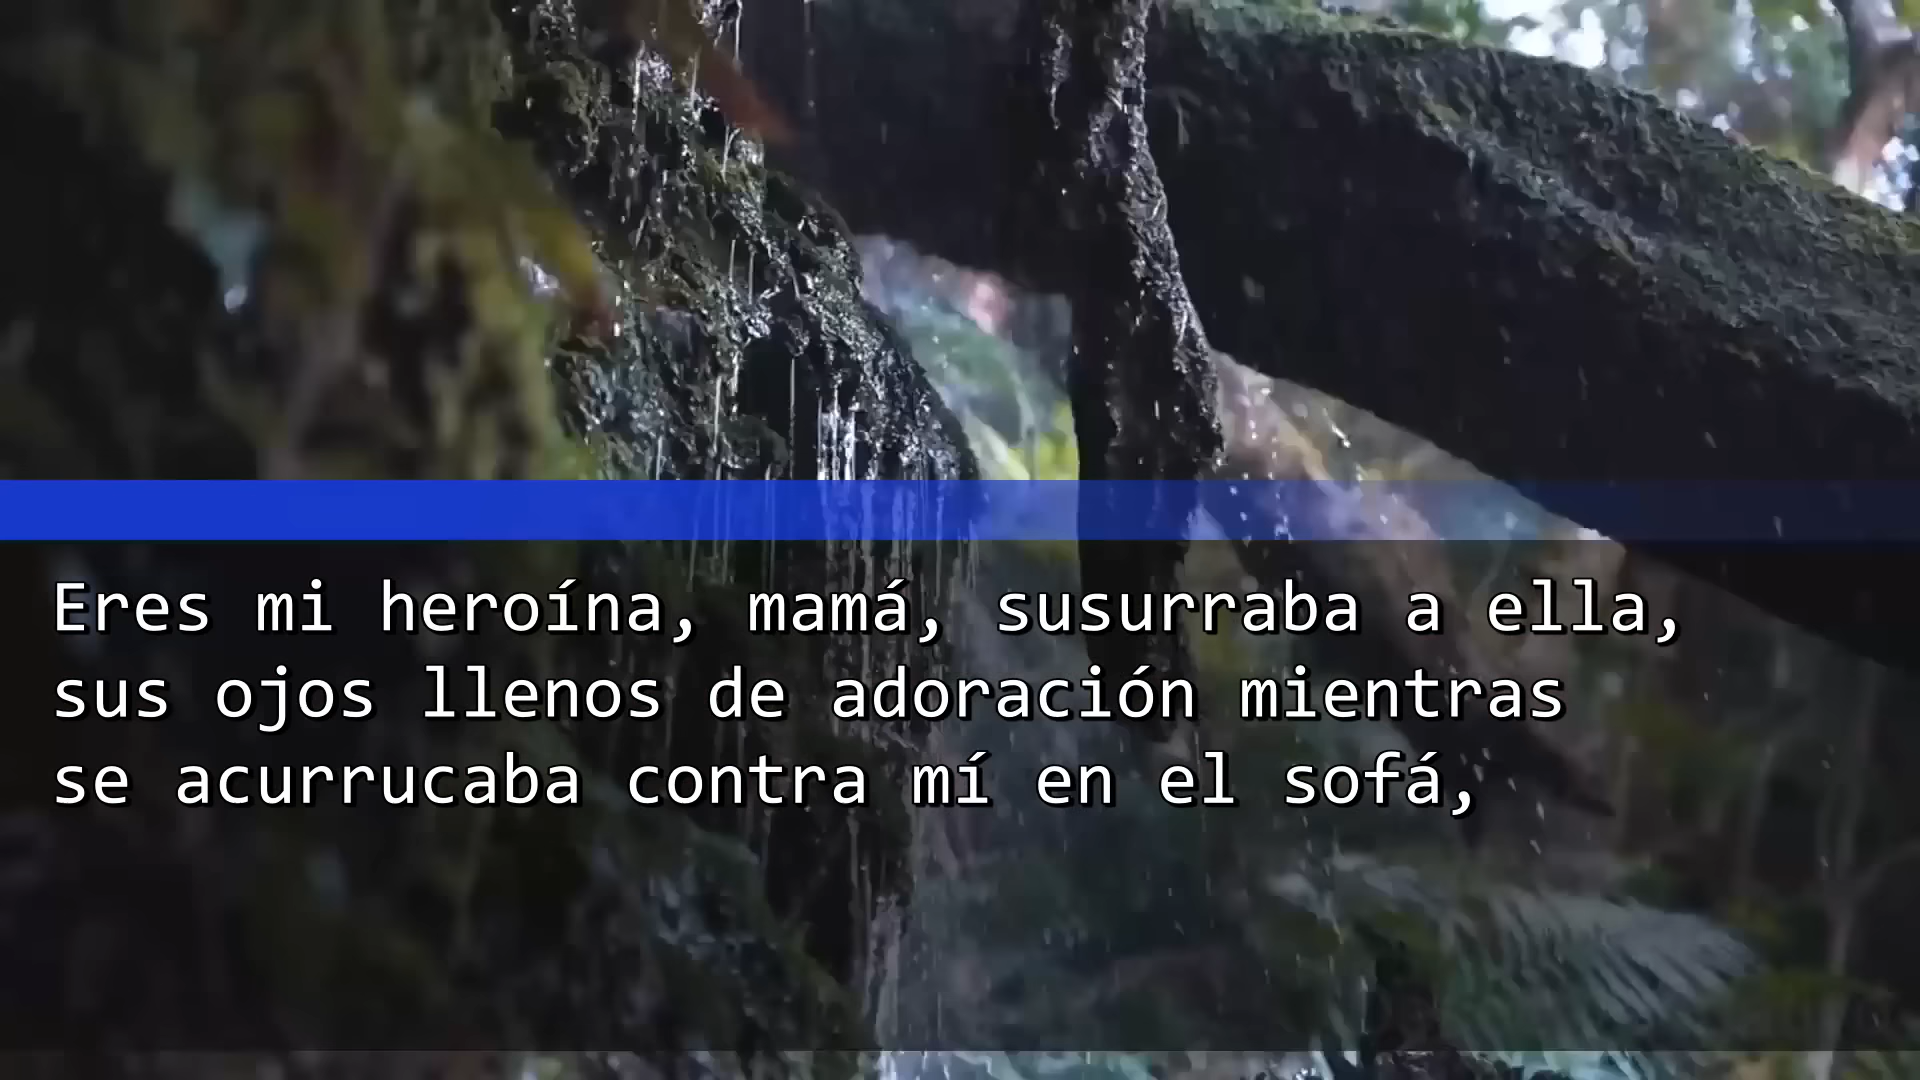 Eres mi heroína, mamá, susurraba a ella,
sus ojos llenos de adoración mientras
se acurrucaba contra mí en el sofá,